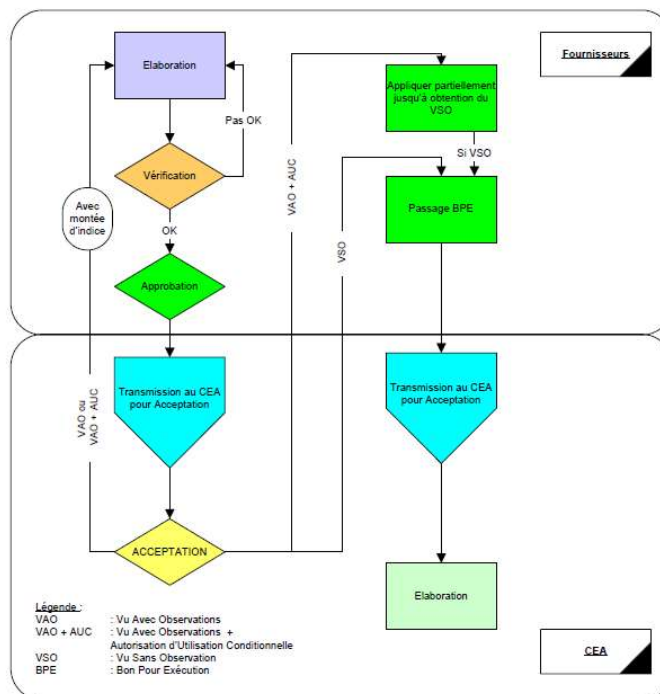 Elaboration
Fournisseurs
Appliquer partiellement
jusqu'à obtention du
VSO
Pas OK
Si VSO
Vérification
VAO + AUC
Avec
montée
d'indice
OK
Passage BPE
VSO
Approbation
Transmission au CEA
pour Acceptation
Transmission au CEA
pour Acceptation
VAO ou
VAO + AUC
ACCEPTATION
Elaboration
Légende :
VAO : Vu Avec Observations
VAO + AUC : Vu Avec Observations +
Autorisation d'Utilisation Conditionnelle
VSO : Vu Sans Observation
BPE : Bon Pour Exécution
CEA